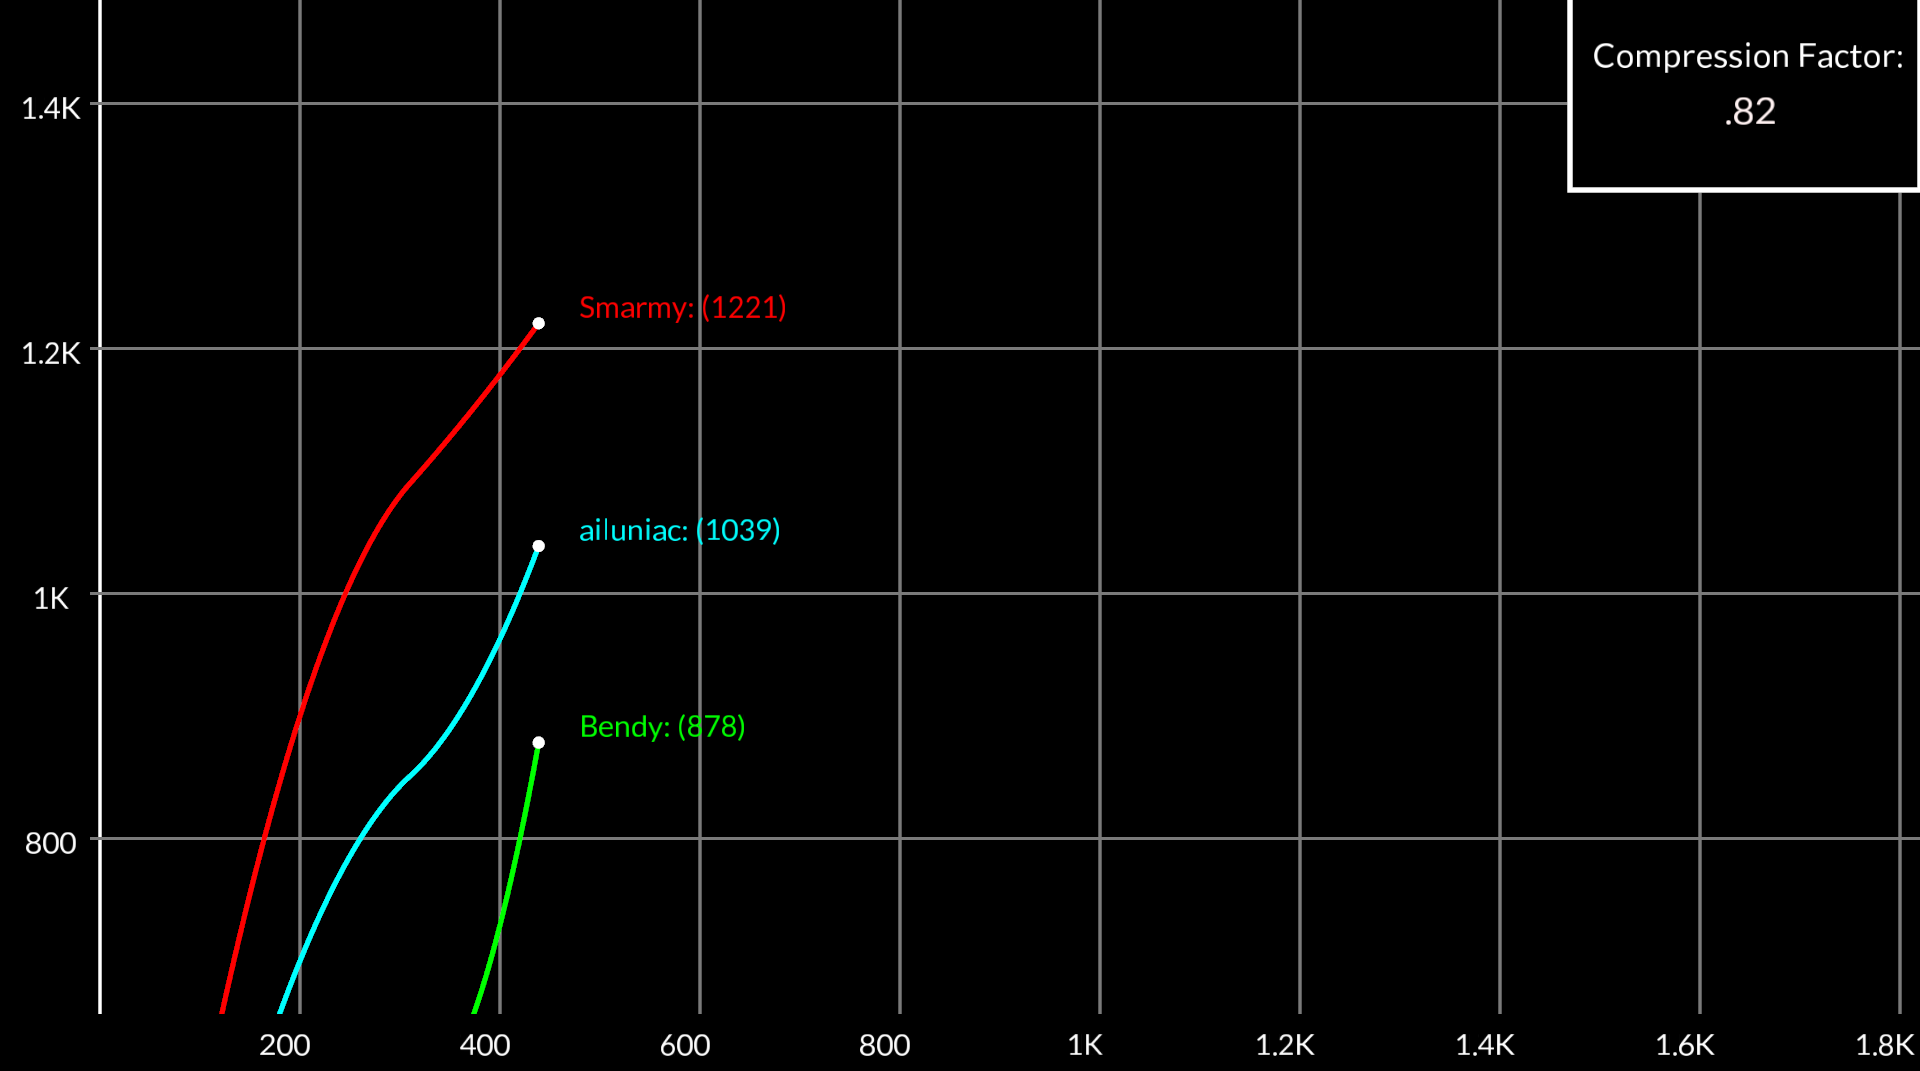 Compression Factor:
.82
1.4K
Smarmy: (1221)
1.2K
ailuniac: (1039)
1K
Bendy: (878)
800
200 400 600 800 1K 1.2K 1.4K 1.6K 1.8K